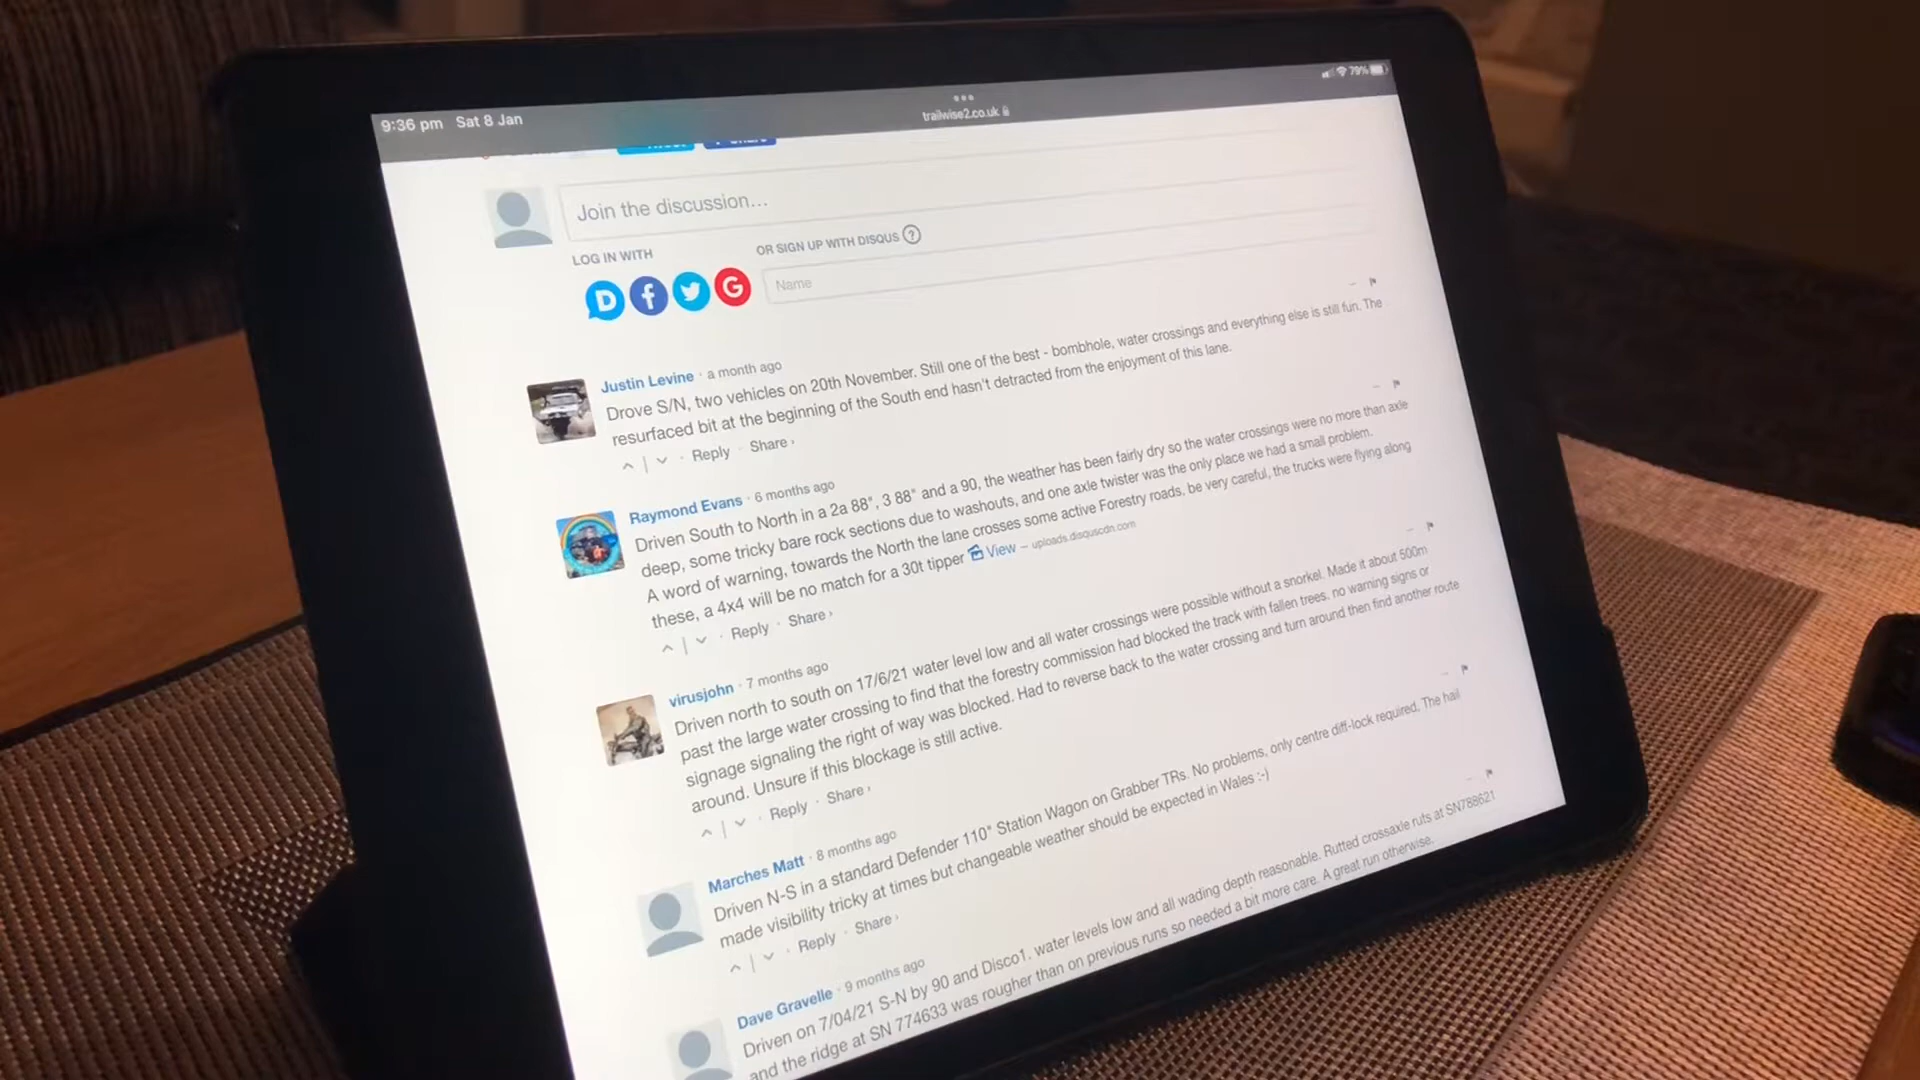 9:36 pm Sat 8 Jan
trailwise2.co.uk
79%
Join the discussion...
LOG IN WITH
OR SIGN UP WITH DISQUS ?
Name
Justin Levine · a month ago
Drove S/N, two vehicles on 20th November. Still one of the best - bombhole, water crossings and everything else is still fun. The
resurfaced bit at the beginning of the South end hasn't detracted from the enjoyment of this lane.
Reply · Share ›
Raymond Evans · 6 months ago
Driven South to North in a 2a 88", 3 88" and a 90, the weather has been fairly dry so the water crossings were no more than axle
deep, some tricky bare rock sections due to washouts, and one axle twister was the only place we had a small problem.
A word of warning, towards the North the lane crosses some active Forestry roads, be very careful, the trucks were flying along
these, a 4x4 will be no match for a 30t tipper View — uploads.disquscdn.com
Reply · Share ›
virusjohn · 7 months ago
Driven north to south on 17/6/21 water level low and all water crossings were possible without a snorkel. Made it about 500m
past the large water crossing to find that the forestry commission had blocked the track with fallen trees, no warning signs or
signage signaling the right of way was blocked. Had to reverse back to the water crossing and turn around then find another route
around. Unsure if this blockage is still active.
Reply · Share ›
Marches Matt · 8 months ago
Driven N-S in a standard Defender 110" Station Wagon on Grabber TRs. No problems, only centre diff-lock required. The hail
made visibility tricky at times but changeable weather should be expected in Wales :-)
Reply · Share ›
Dave Gravelle · 9 months ago
Driven on 7/04/21 S-N by 90 and Disco1. water levels low and all wading depth reasonable. Rutted crossaxle ruts at SN788621
and the ridge at SN 774633 was rougher than on previous runs so needed a bit more care. A great run otherwise.